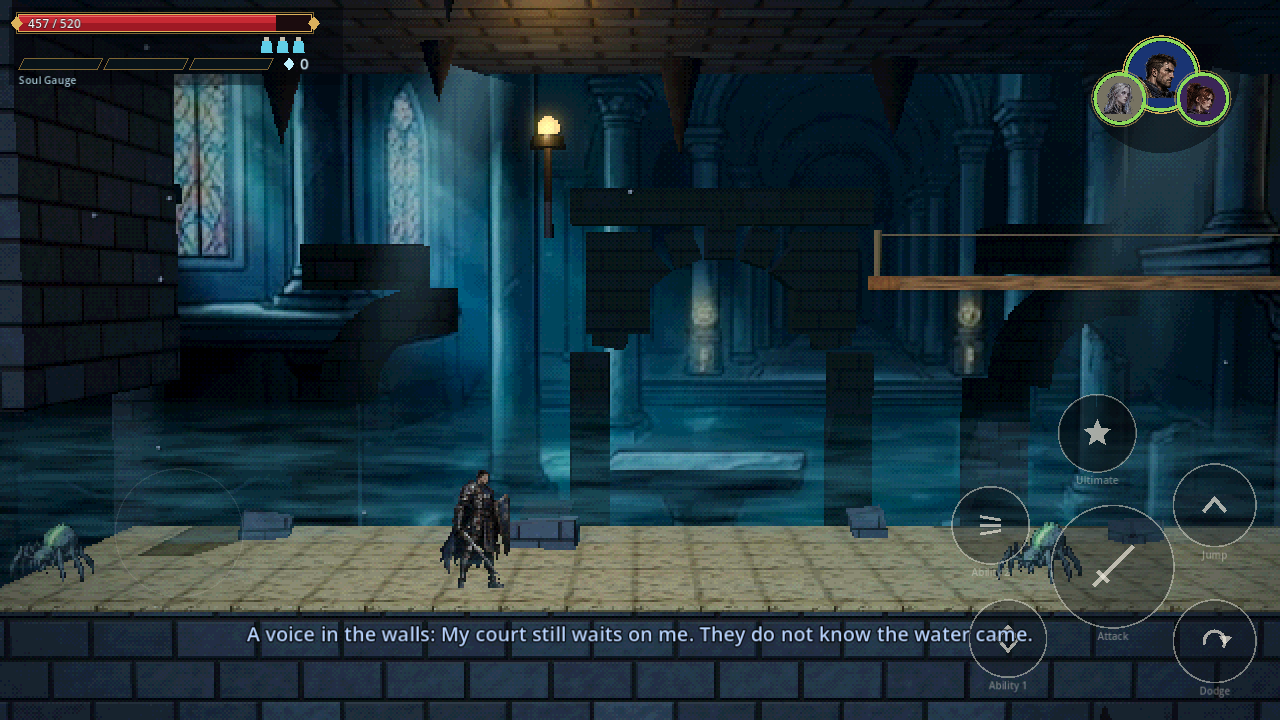 457 / 520
0
Soul Gauge
Ultimate
Jump
Attack
A voice in the walls: My court still waits on me. They do not know the water came.
Ability 1
Dodge